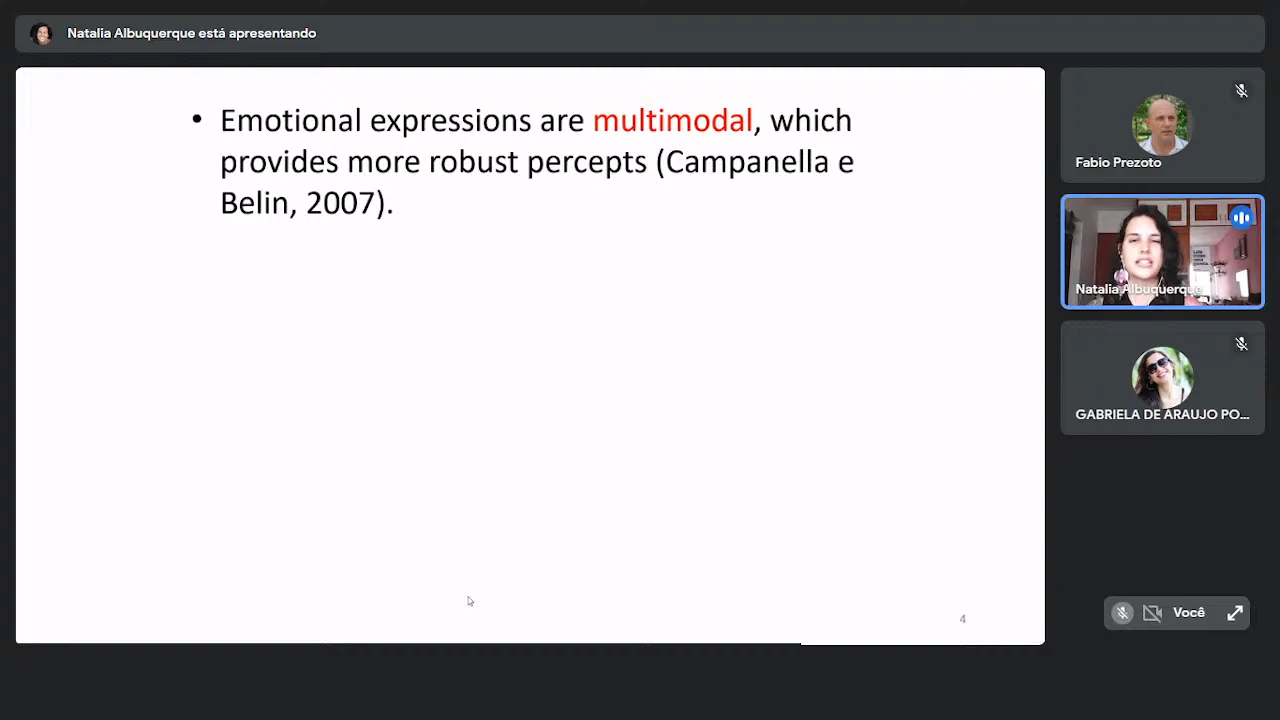 Natalia Albuquerque está apresentando
• Emotional expressions are multimodal, which
provides more robust percepts (Campanella e
Belin, 2007).
4
Fabio Prezoto
Natalia Albuquerque
GABRIELA DE ARAUJO PO...
Você